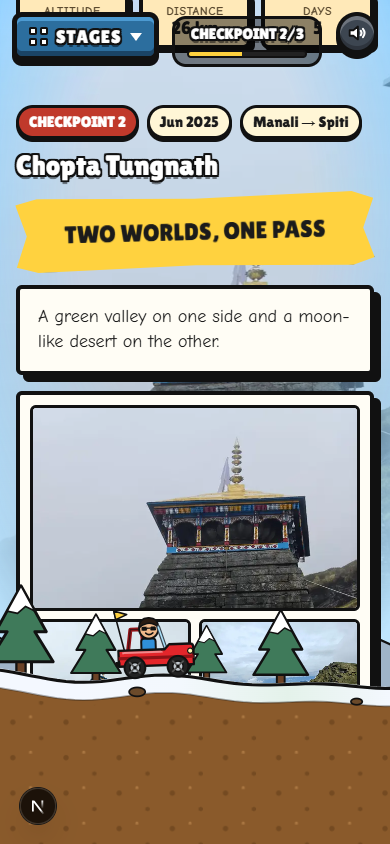 ALTITUDE DISTANCE DAYS
STAGES
CHECKPOINT 2/3
CHECKPOINT 2 Jun 2025 Manali → Spiti
Chopta Tungnath
TWO WORLDS, ONE PASS
A green valley on one side and a moon-
like desert on the other.
N